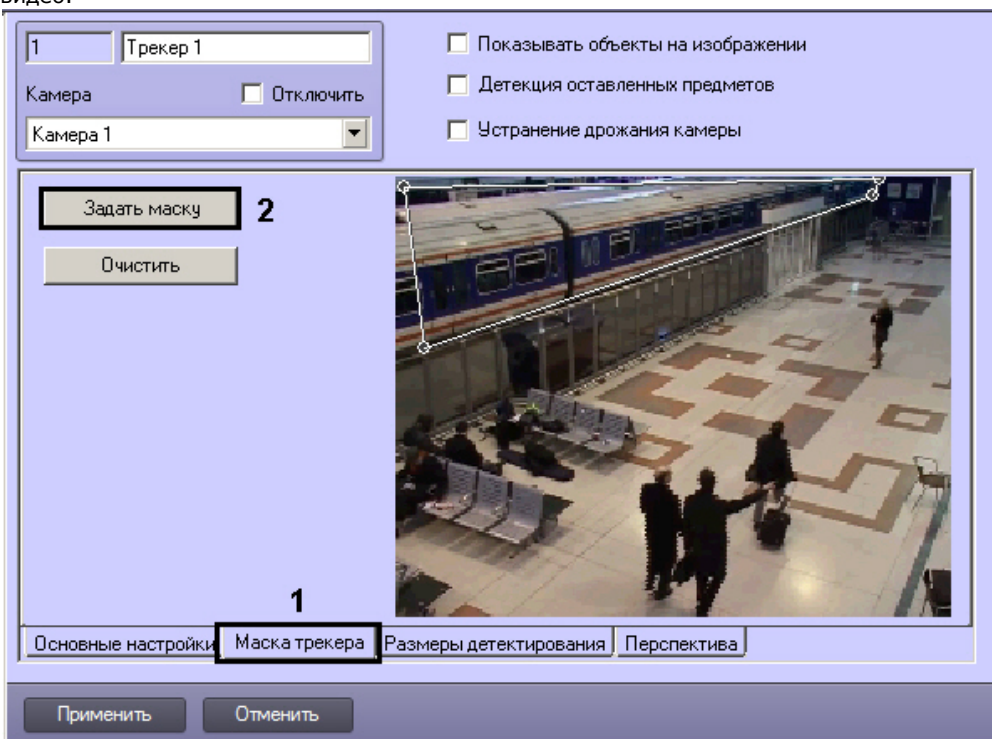 видео.
1 Трекер 1
Показывать объекты на изображении
Камера
Отключить
Детекция оставленных предметов
Камера 1
Устранение дрожания камеры
Задать маску 2
Очистить
1
Основные настройки Маска трекера Размеры детектирования Перспектива
Применить Отменить